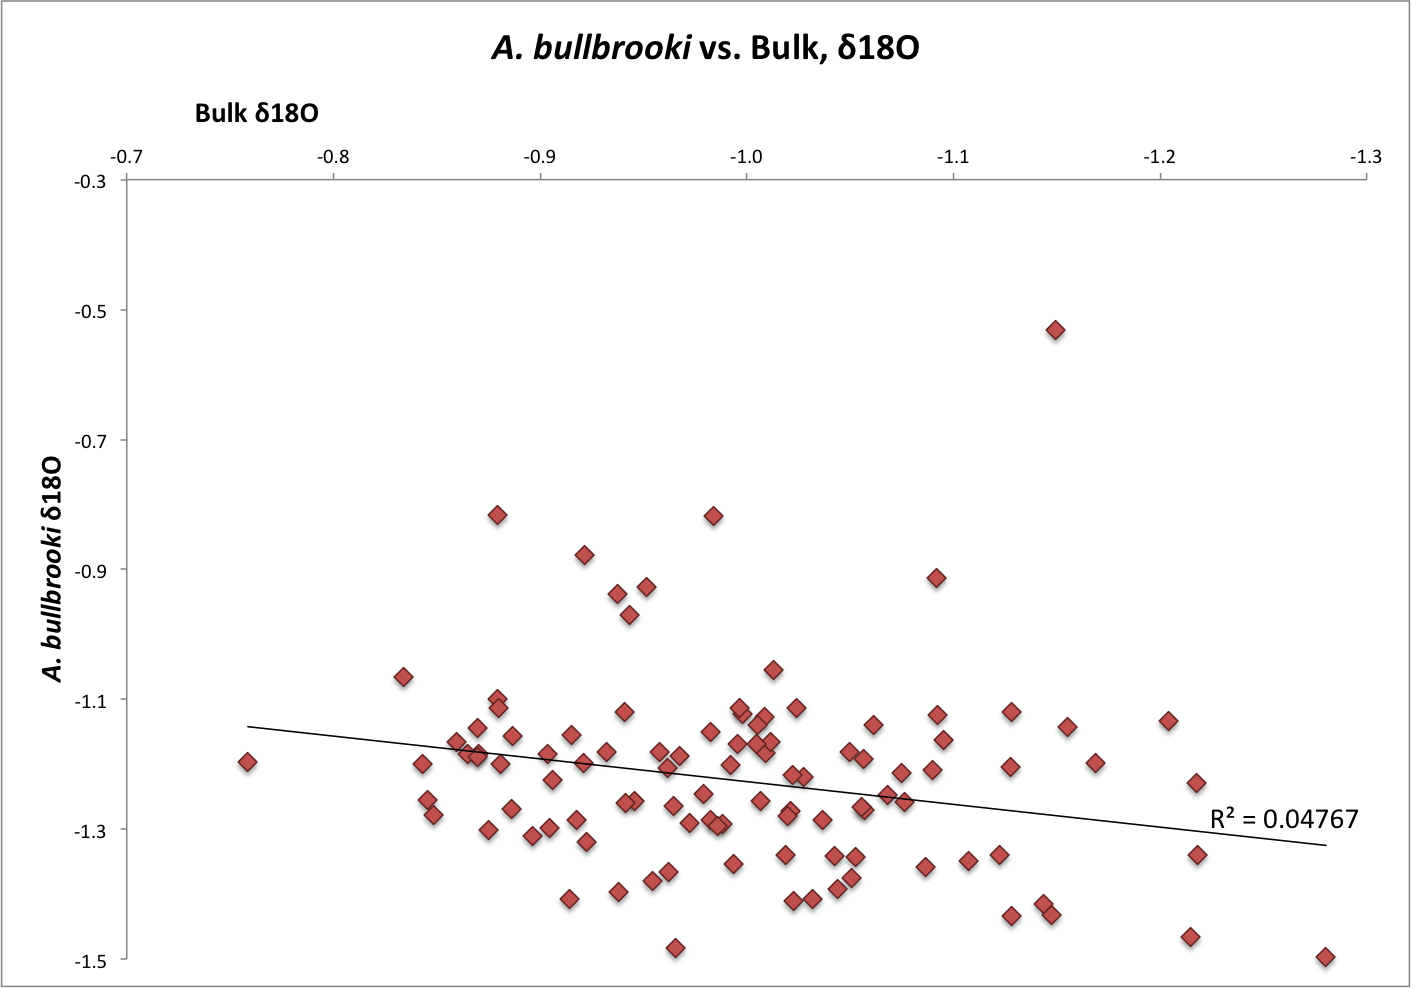 A. bullbrooki vs. Bulk, δ18O
Bulk δ18O
-0.7 -0.8 -0.9 -1.0 -1.1 -1.2 -1.3
-0.3
-0.5
-0.7
A. bullbrooki δ18O
-0.9
-1.1
-1.3
R² = 0.04767
-1.5